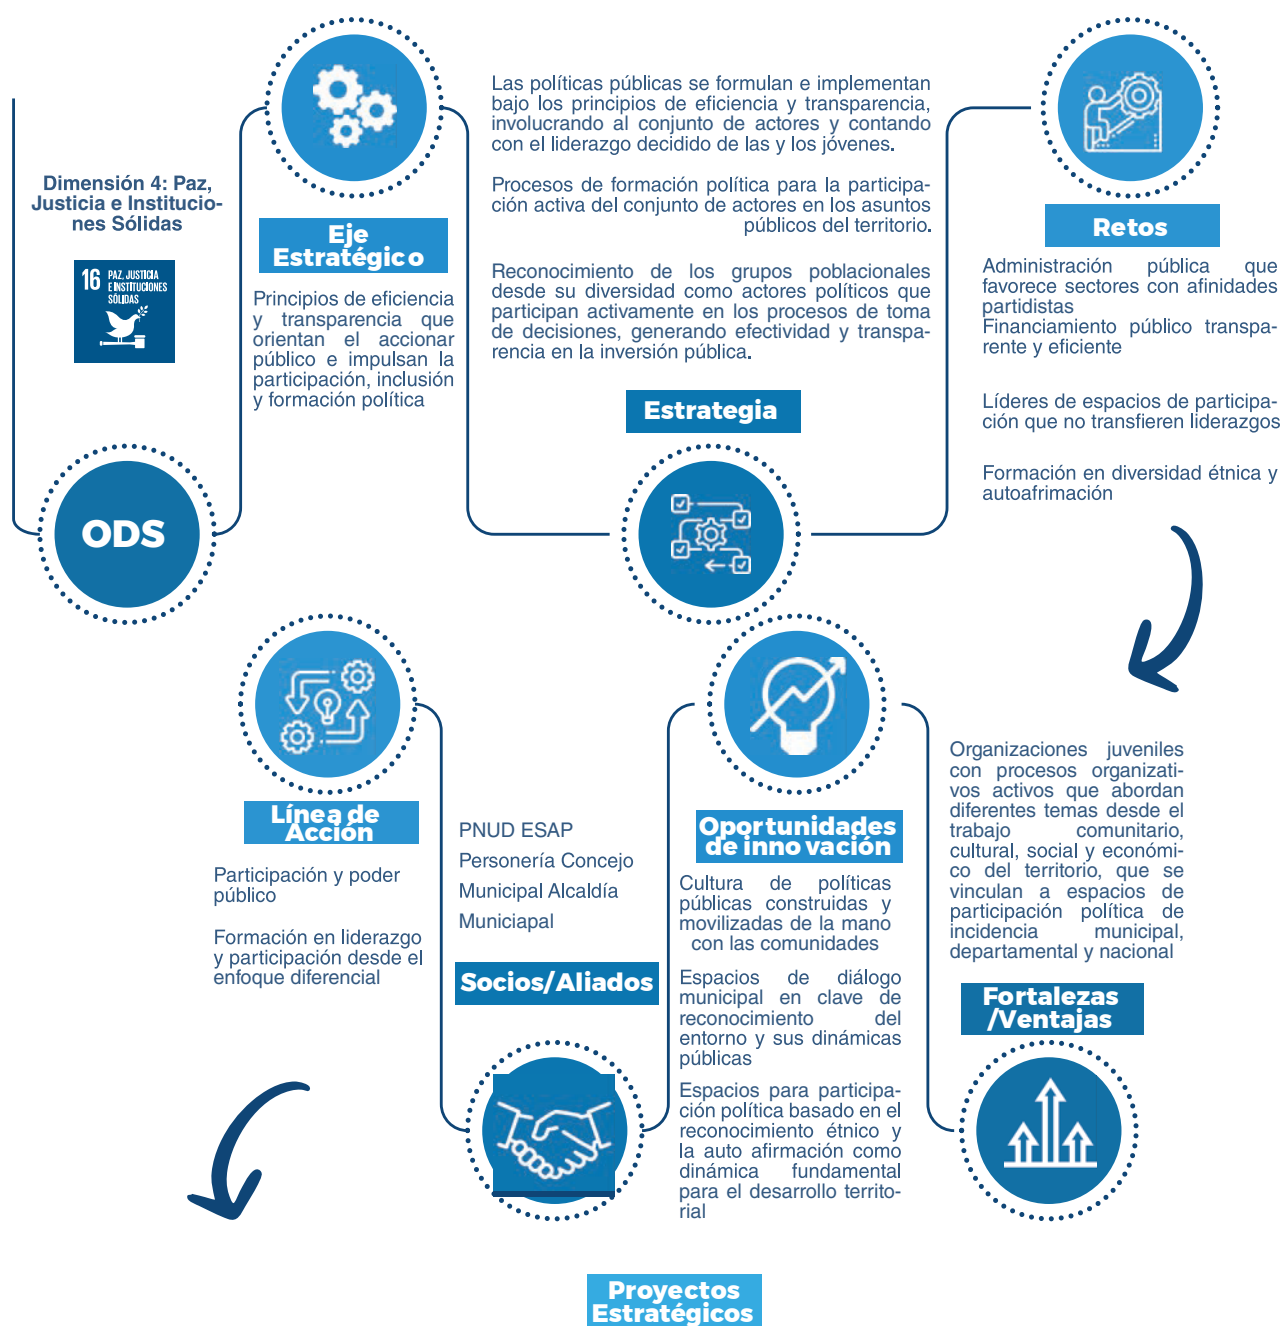 Dimensión 4: Paz,
Justicia e Institucio-
nes Sólidas
16 PAZ, JUSTICIA
E INSTITUCIONES
SÓLIDAS
ODS
Eje
Estratégico
Principios de eficiencia
y transparencia que
orientan el accionar
público e impulsan la
participación, inclusión
y formación política
Las políticas públicas se formulan e implementan
bajo los principios de eficiencia y transparencia,
involucrando al conjunto de actores y contando
con el liderazgo decidido de las y los jóvenes.
Procesos de formación política para la participa-
ción activa del conjunto de actores en los asuntos
públicos del territorio.
Reconocimiento de los grupos poblacionales
desde su diversidad como actores políticos que
participan activamente en los procesos de toma
de decisiones, generando efectividad y transpa-
rencia en la inversión pública.
Estrategia
Retos
Administración pública que
favorece sectores con afinidades
partidistas
Financiamiento público transpa-
rente y eficiente
Líderes de espacios de participa-
ción que no transfieren liderazgos
Formación en diversidad étnica y
autoafrimación
Organizaciones juveniles
con procesos organizati-
vos activos que abordan
diferentes temas desde el
trabajo comunitario,
cultural, social y económi-
co del territorio, que se
vinculan a espacios de
participación política de
incidencia municipal,
departamental y nacional
Fortalezas
/Ventajas
Oportunidades
de innovación
Cultura de políticas
públicas construidas y
movilizadas de la mano
con las comunidades
Espacios de diálogo
municipal en clave de
reconocimiento del
entorno y sus dinámicas
públicas
Espacios para participa-
ción política basado en el
reconocimiento étnico y
la auto afirmación como
dinámica fundamental
para el desarrollo territo-
rial
PNUD ESAP
Personería Concejo
Municipal Alcaldía
Municiapal
Socios/Aliados
Línea de
Acción
Participación y poder
público
Formación en liderazgo
y participación desde el
enfoque diferencial
Proyectos
Estratégicos